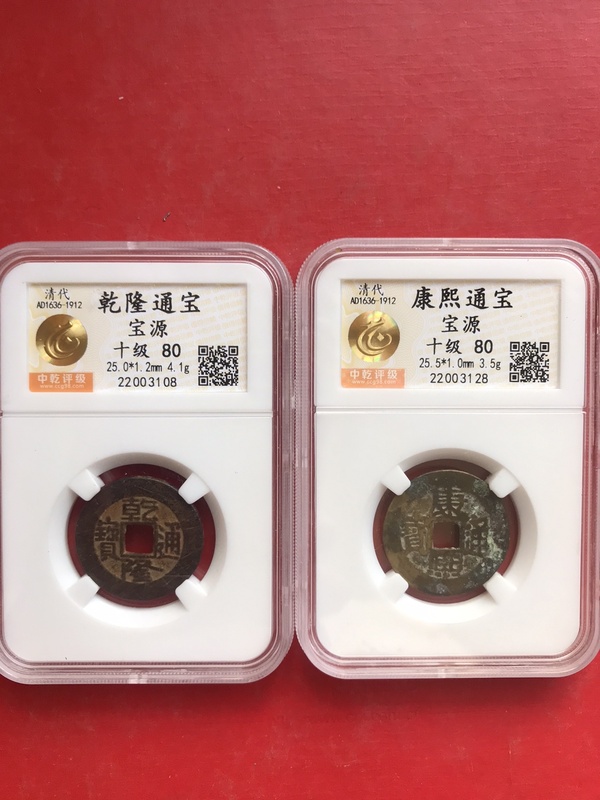 清代
AD1636-1912
乾隆通宝
宝源
十级 80
25.0*1.2mm 4.1g
22003108
中乾评级
乾隆通寶
清代
AD1636-1912
康熙通宝
宝源
十级 80
25.5*1.0mm 3.5g
22003128
中乾评级
康熙通寶